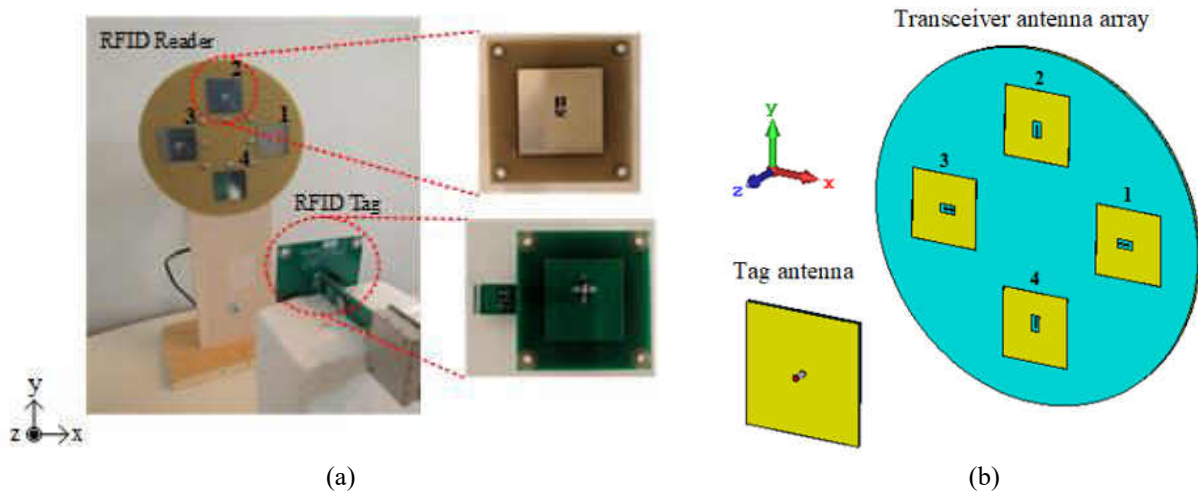 RFID Reader
2
3
1
4
RFID Tag
y
z
x
(a)
Transceiver antenna array
2
y
z
x
3
1
Tag antenna
4
(b)